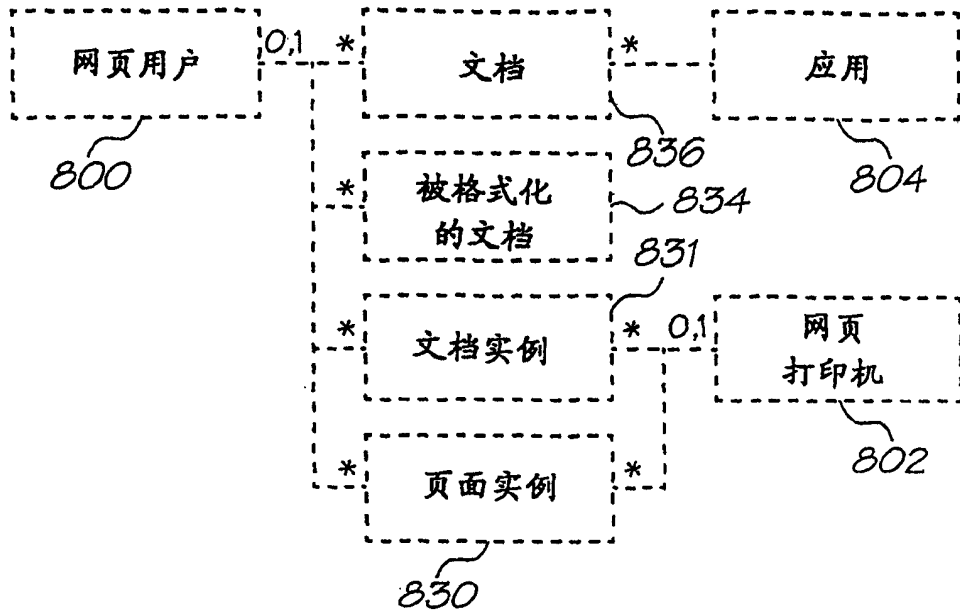 网页用户
0,1
*
文档
*
应用
800
836
804
*
被格式化
的文档
834
831
*
文档实例
*
0,1
网页
打印机
802
*
页面实例
*
830